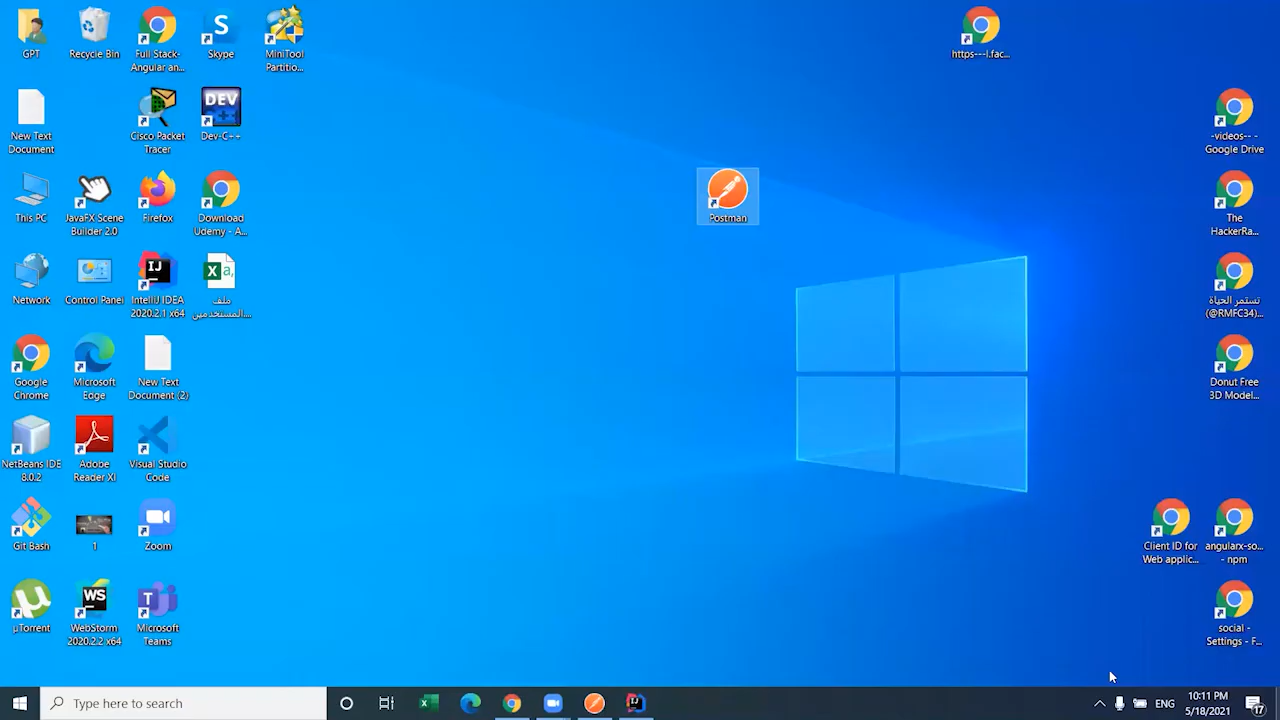 GPT
Recycle Bin
Full Stack-
Angular an...
Skype
MiniTool
Partitio...
https---l.fac...
New Text
Document
Cisco Packet
Tracer
DEV
Dev-C++
-videos-- -
Google Drive
This PC
JavaFX Scene
Builder 2.0
Firefox
Download
Udemy - A...
Postman
The
HackerRa...
Network
Control Panel
IJ
IntelliJ IDEA
2020.2.1 x64
X a,
ملف
المستخدمين....
تستمر الحياة
(@RMFC34)...
Google
Chrome
Microsoft
Edge
New Text
Document (2)
Donut Free
3D Model...
NetBeans IDE
8.0.2
Adobe
Reader XI
Visual Studio
Code
Git Bash
1
Zoom
Client ID for
Web applic...
angularx-so...
- npm
µTorrent
WS
WebStorm
2020.2.2 x64
Microsoft
Teams
social -
Settings - F...
Type here to search
ENG
10:11 PM
5/18/2021
17